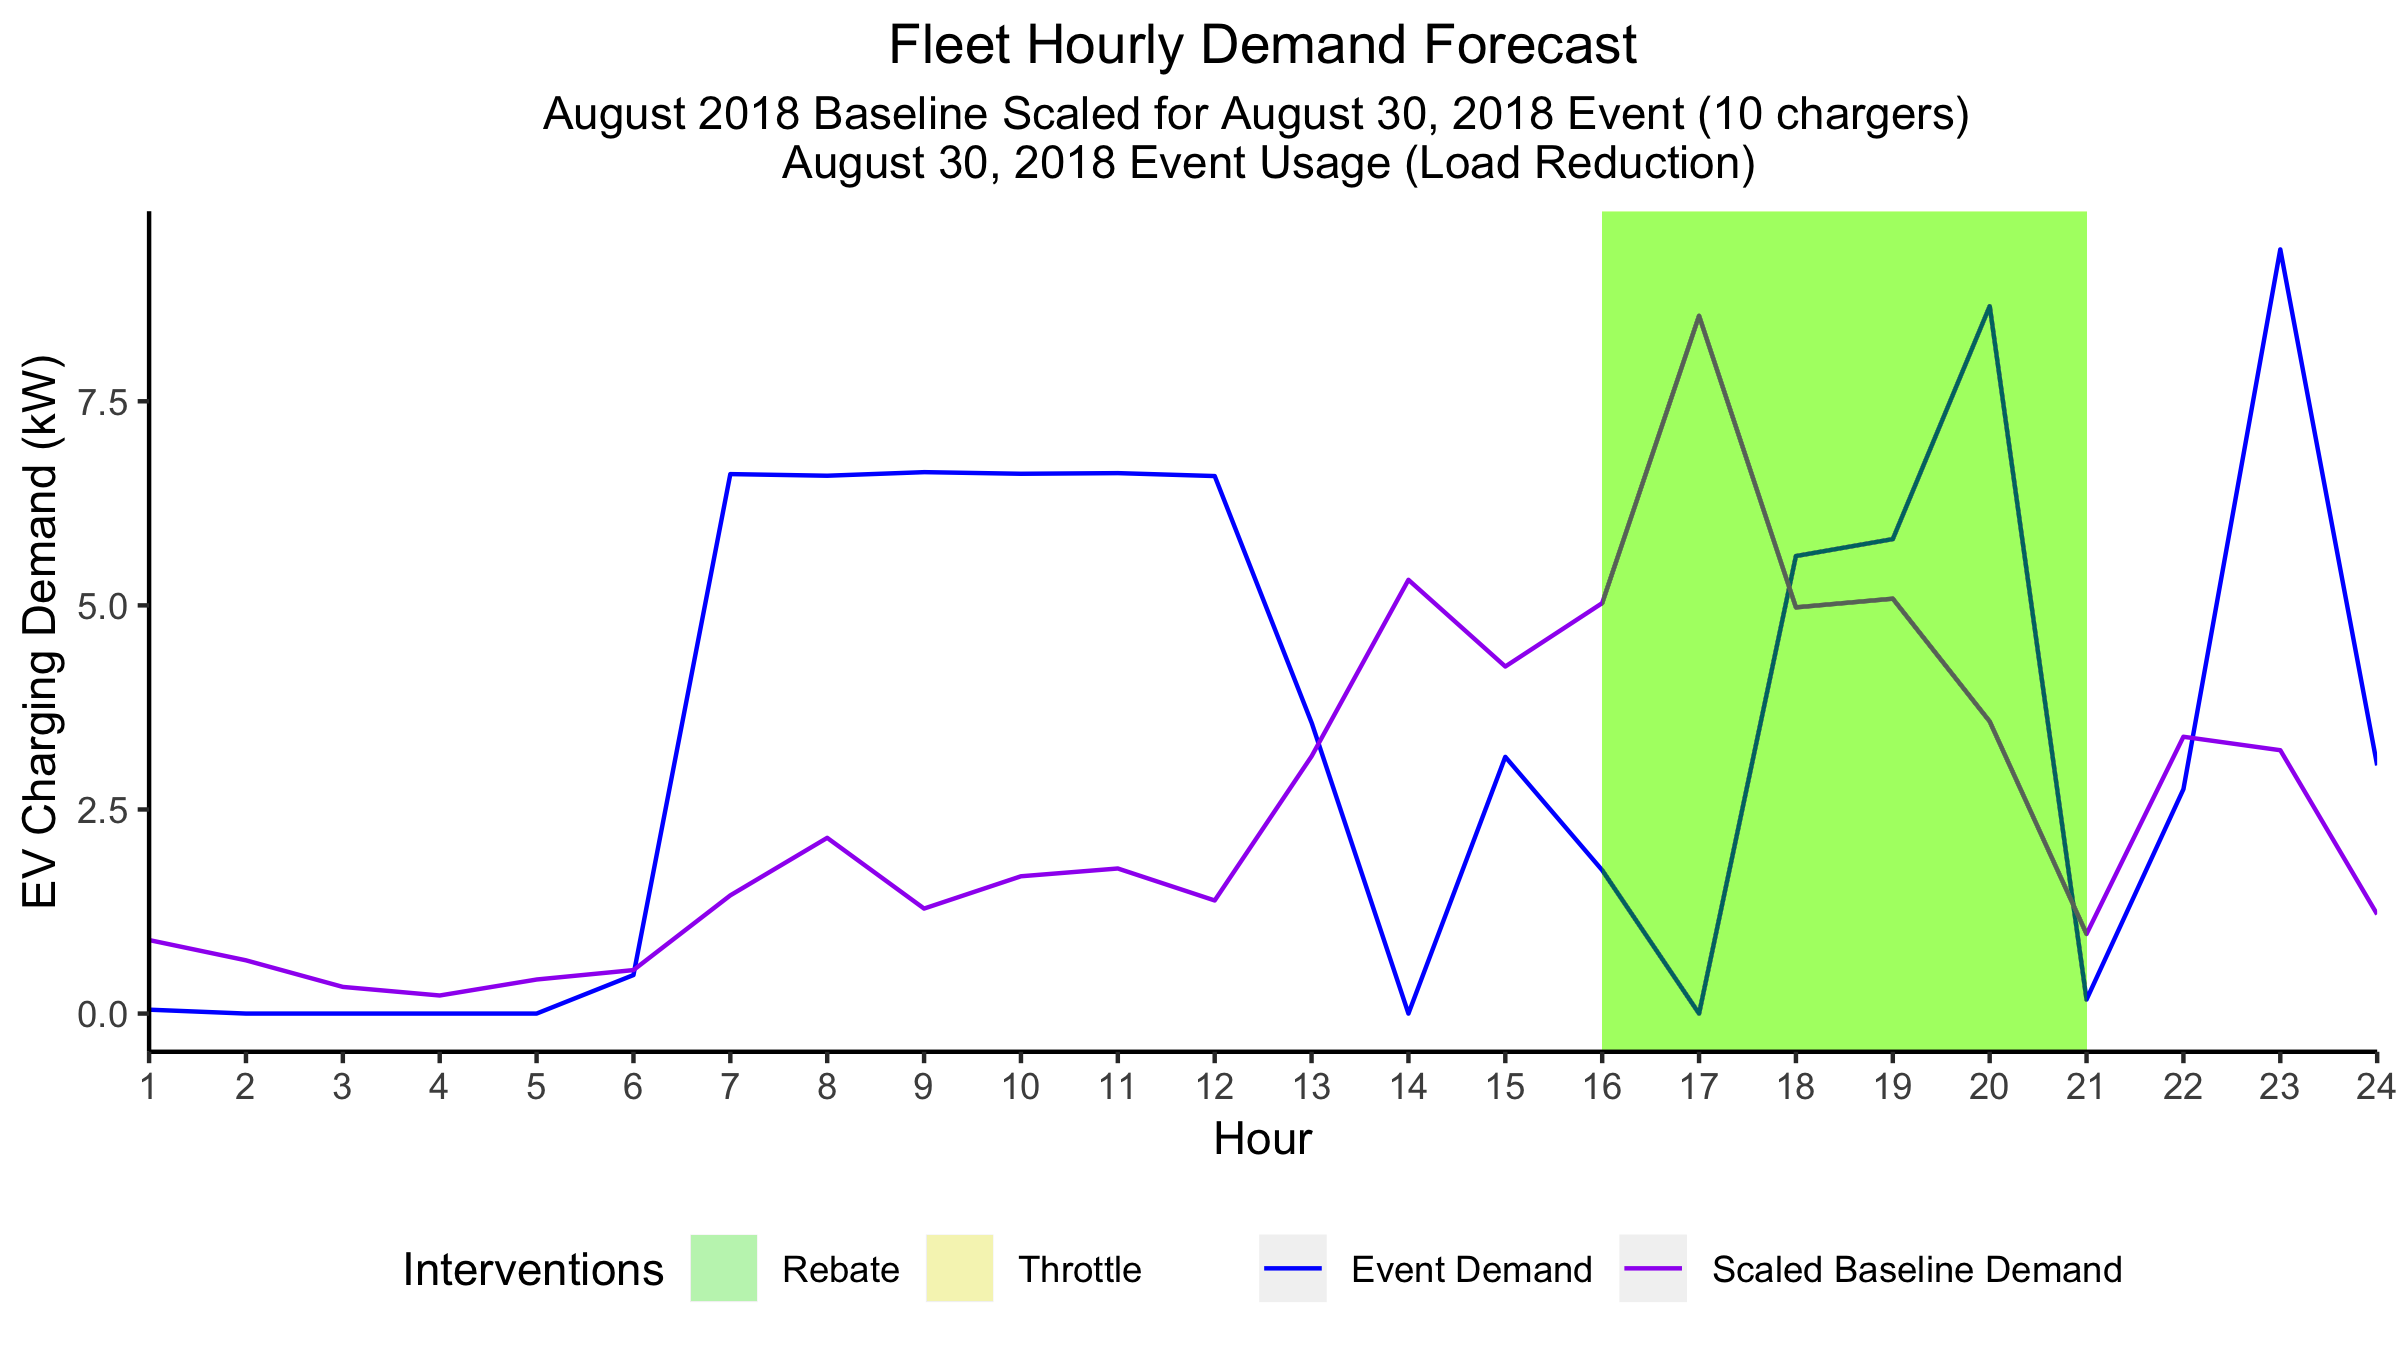 Fleet Hourly Demand Forecast
August 2018 Baseline Scaled for August 30, 2018 Event (10 chargers)
August 30, 2018 Event Usage (Load Reduction)
EV Charging Demand (kW)
7.5
5.0
2.5
0.0
1 2 3 4 5 6 7 8 9 10 11 12 13 14 15 16 17 18 19 20 21 22 23 24
Hour
Interventions Rebate Throttle Event Demand Scaled Baseline Demand